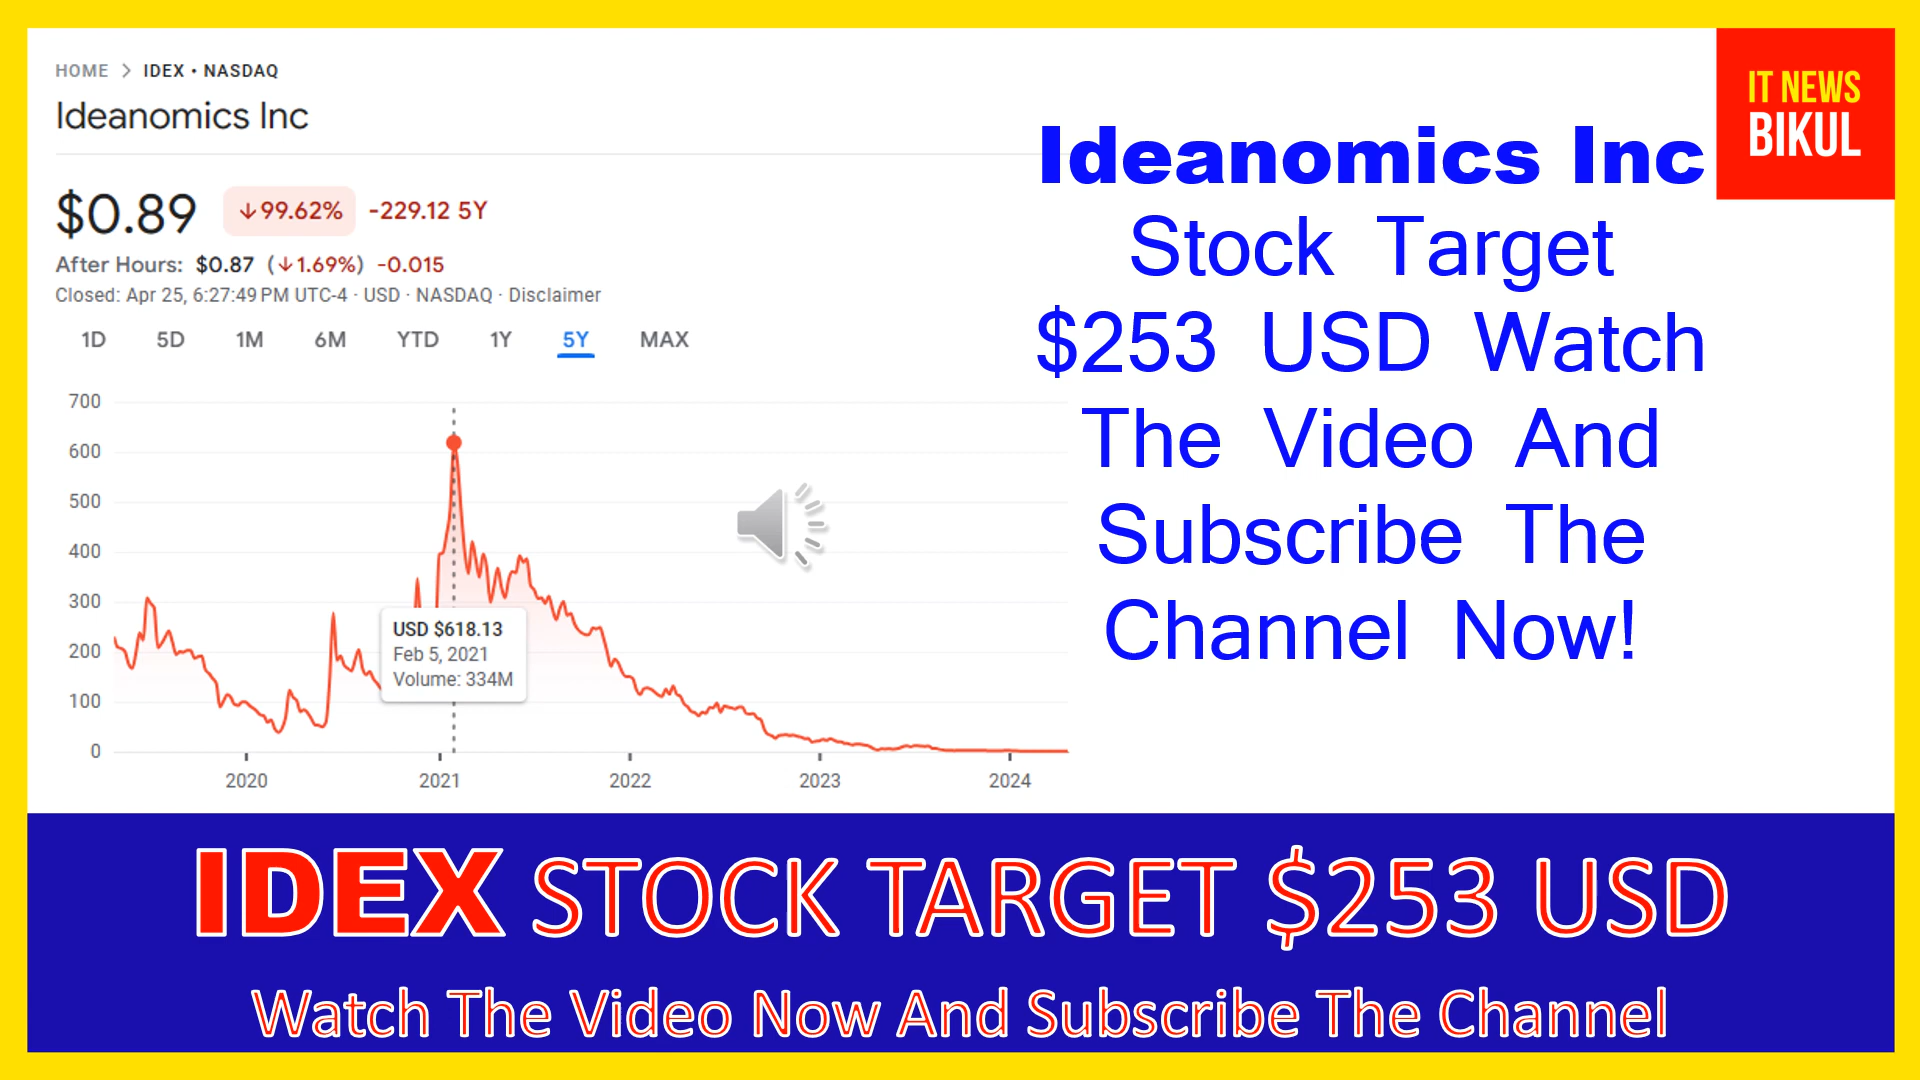 HOME > IDEX • NASDAQ
Ideanomics Inc
$0.89 ↓99.62% -229.12 5Y
After Hours: $0.87 (↓1.69%) -0.015
Closed: Apr 25, 6:27:49 PM UTC-4 · USD · NASDAQ · Disclaimer
1D 5D 1M 6M YTD 1Y 5Y MAX
700
600
500
400
300
200
100
0
USD $618.13
Feb 5, 2021
Volume: 334M
2020 2021 2022 2023 2024
Ideanomics Inc
Stock Target
$253 USD Watch
The Video And
Subscribe The
Channel Now!
IT NEWS
BIKUL
IDEX STOCK TARGET $253 USD
Watch The Video Now And Subscribe The Channel